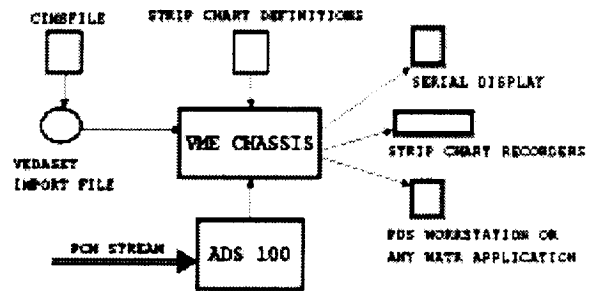 CIMSFILE
STRIP CHART DEFINITIONS
SERIAL DISPLAY
VME CHASSIS
STRIP CHART RECORDERS
VEDASET
IMPORT FILE
PCM STREAM
ADS 100
PDS WORKSTATION OR
ANY APPLICATION